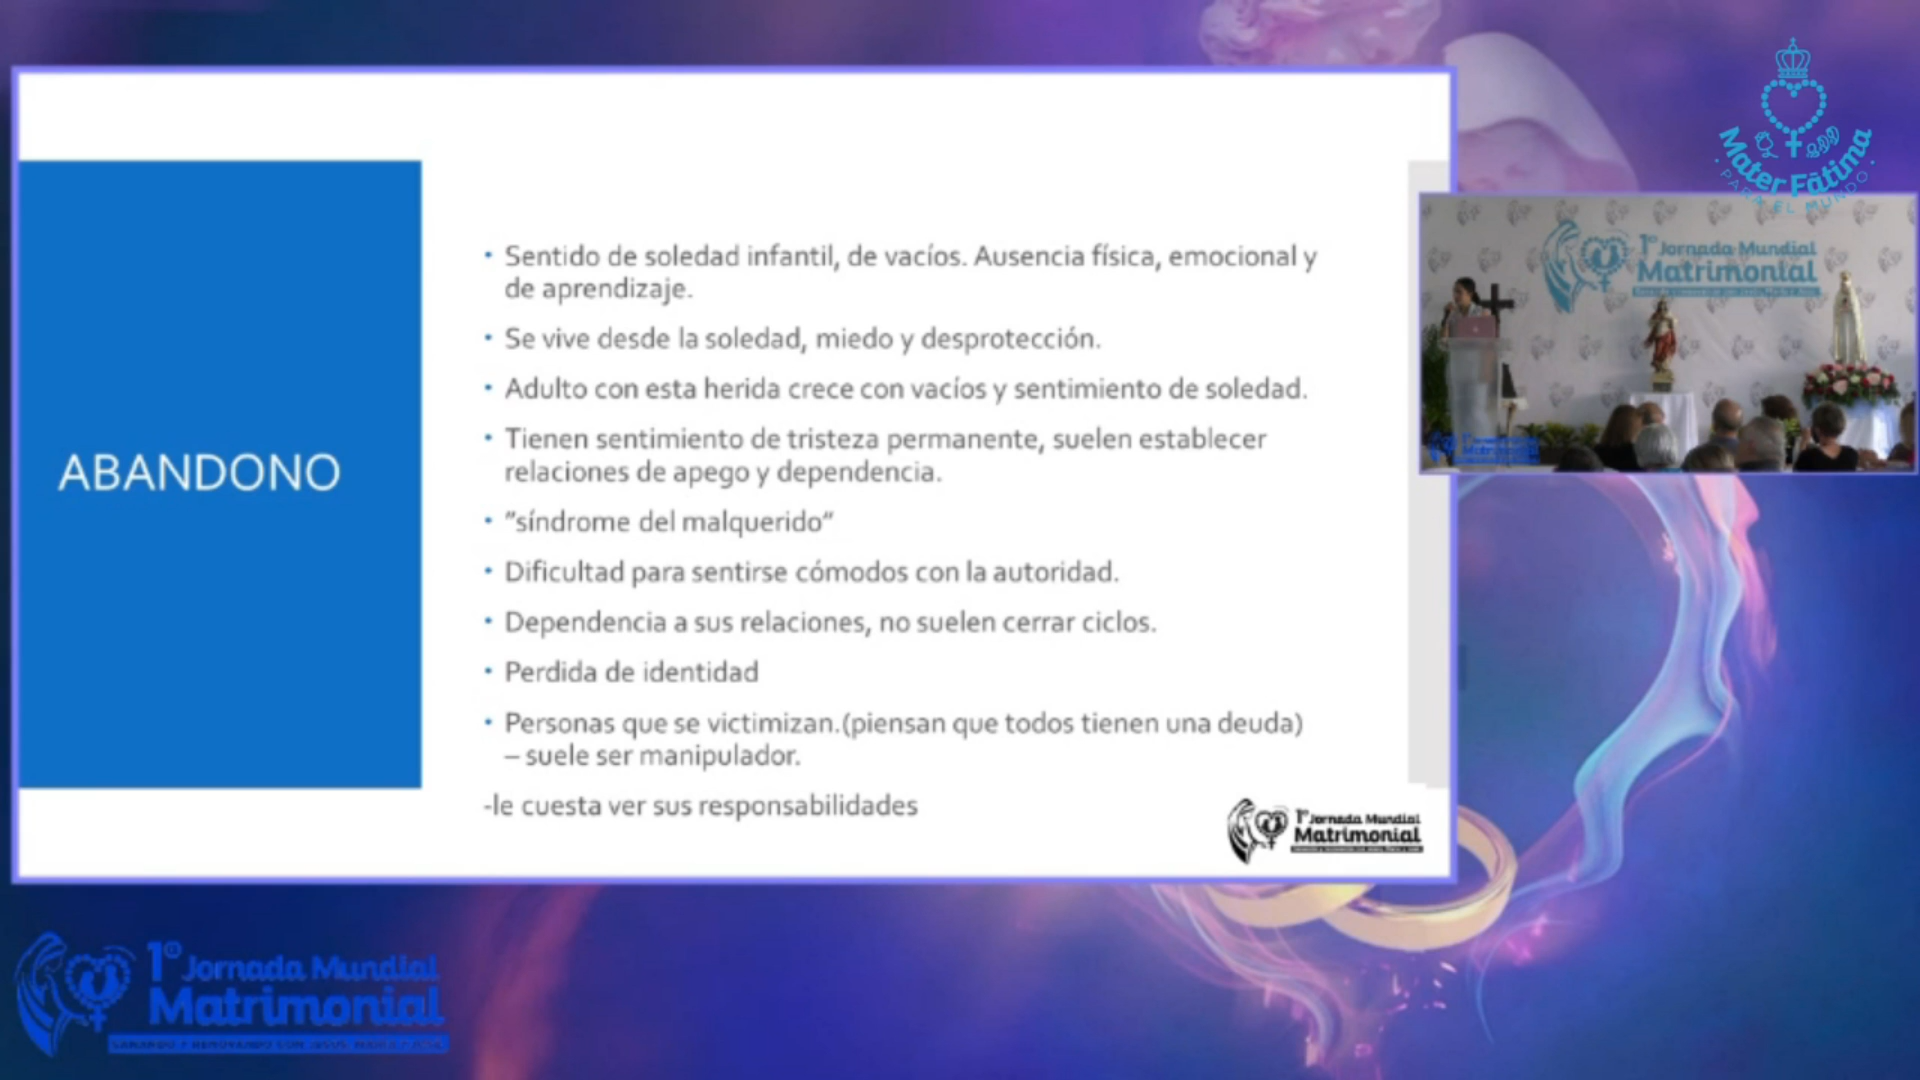 Mater Fátima
PARA EL MUNDO
ABANDONO
• Sentido de soledad infantil, de vacíos. Ausencia física, emocional y
de aprendizaje.
• Se vive desde la soledad, miedo y desprotección.
• Adulto con esta herida crece con vacíos y sentimiento de soledad.
• Tienen sentimiento de tristeza permanente, suelen establecer
relaciones de apego y dependencia.
• ”síndrome del malquerido“
• Dificultad para sentirse cómodos con la autoridad.
• Dependencia a sus relaciones, no suelen cerrar ciclos.
• Perdida de identidad
• Personas que se victimizan.(piensan que todos tienen una deuda)
– suele ser manipulador.
-le cuesta ver sus responsabilidades
1º Jornada Mundial
Matrimonial
1º Jornada Mundial
Matrimonial
1º Jornada Mundial
Matrimonial